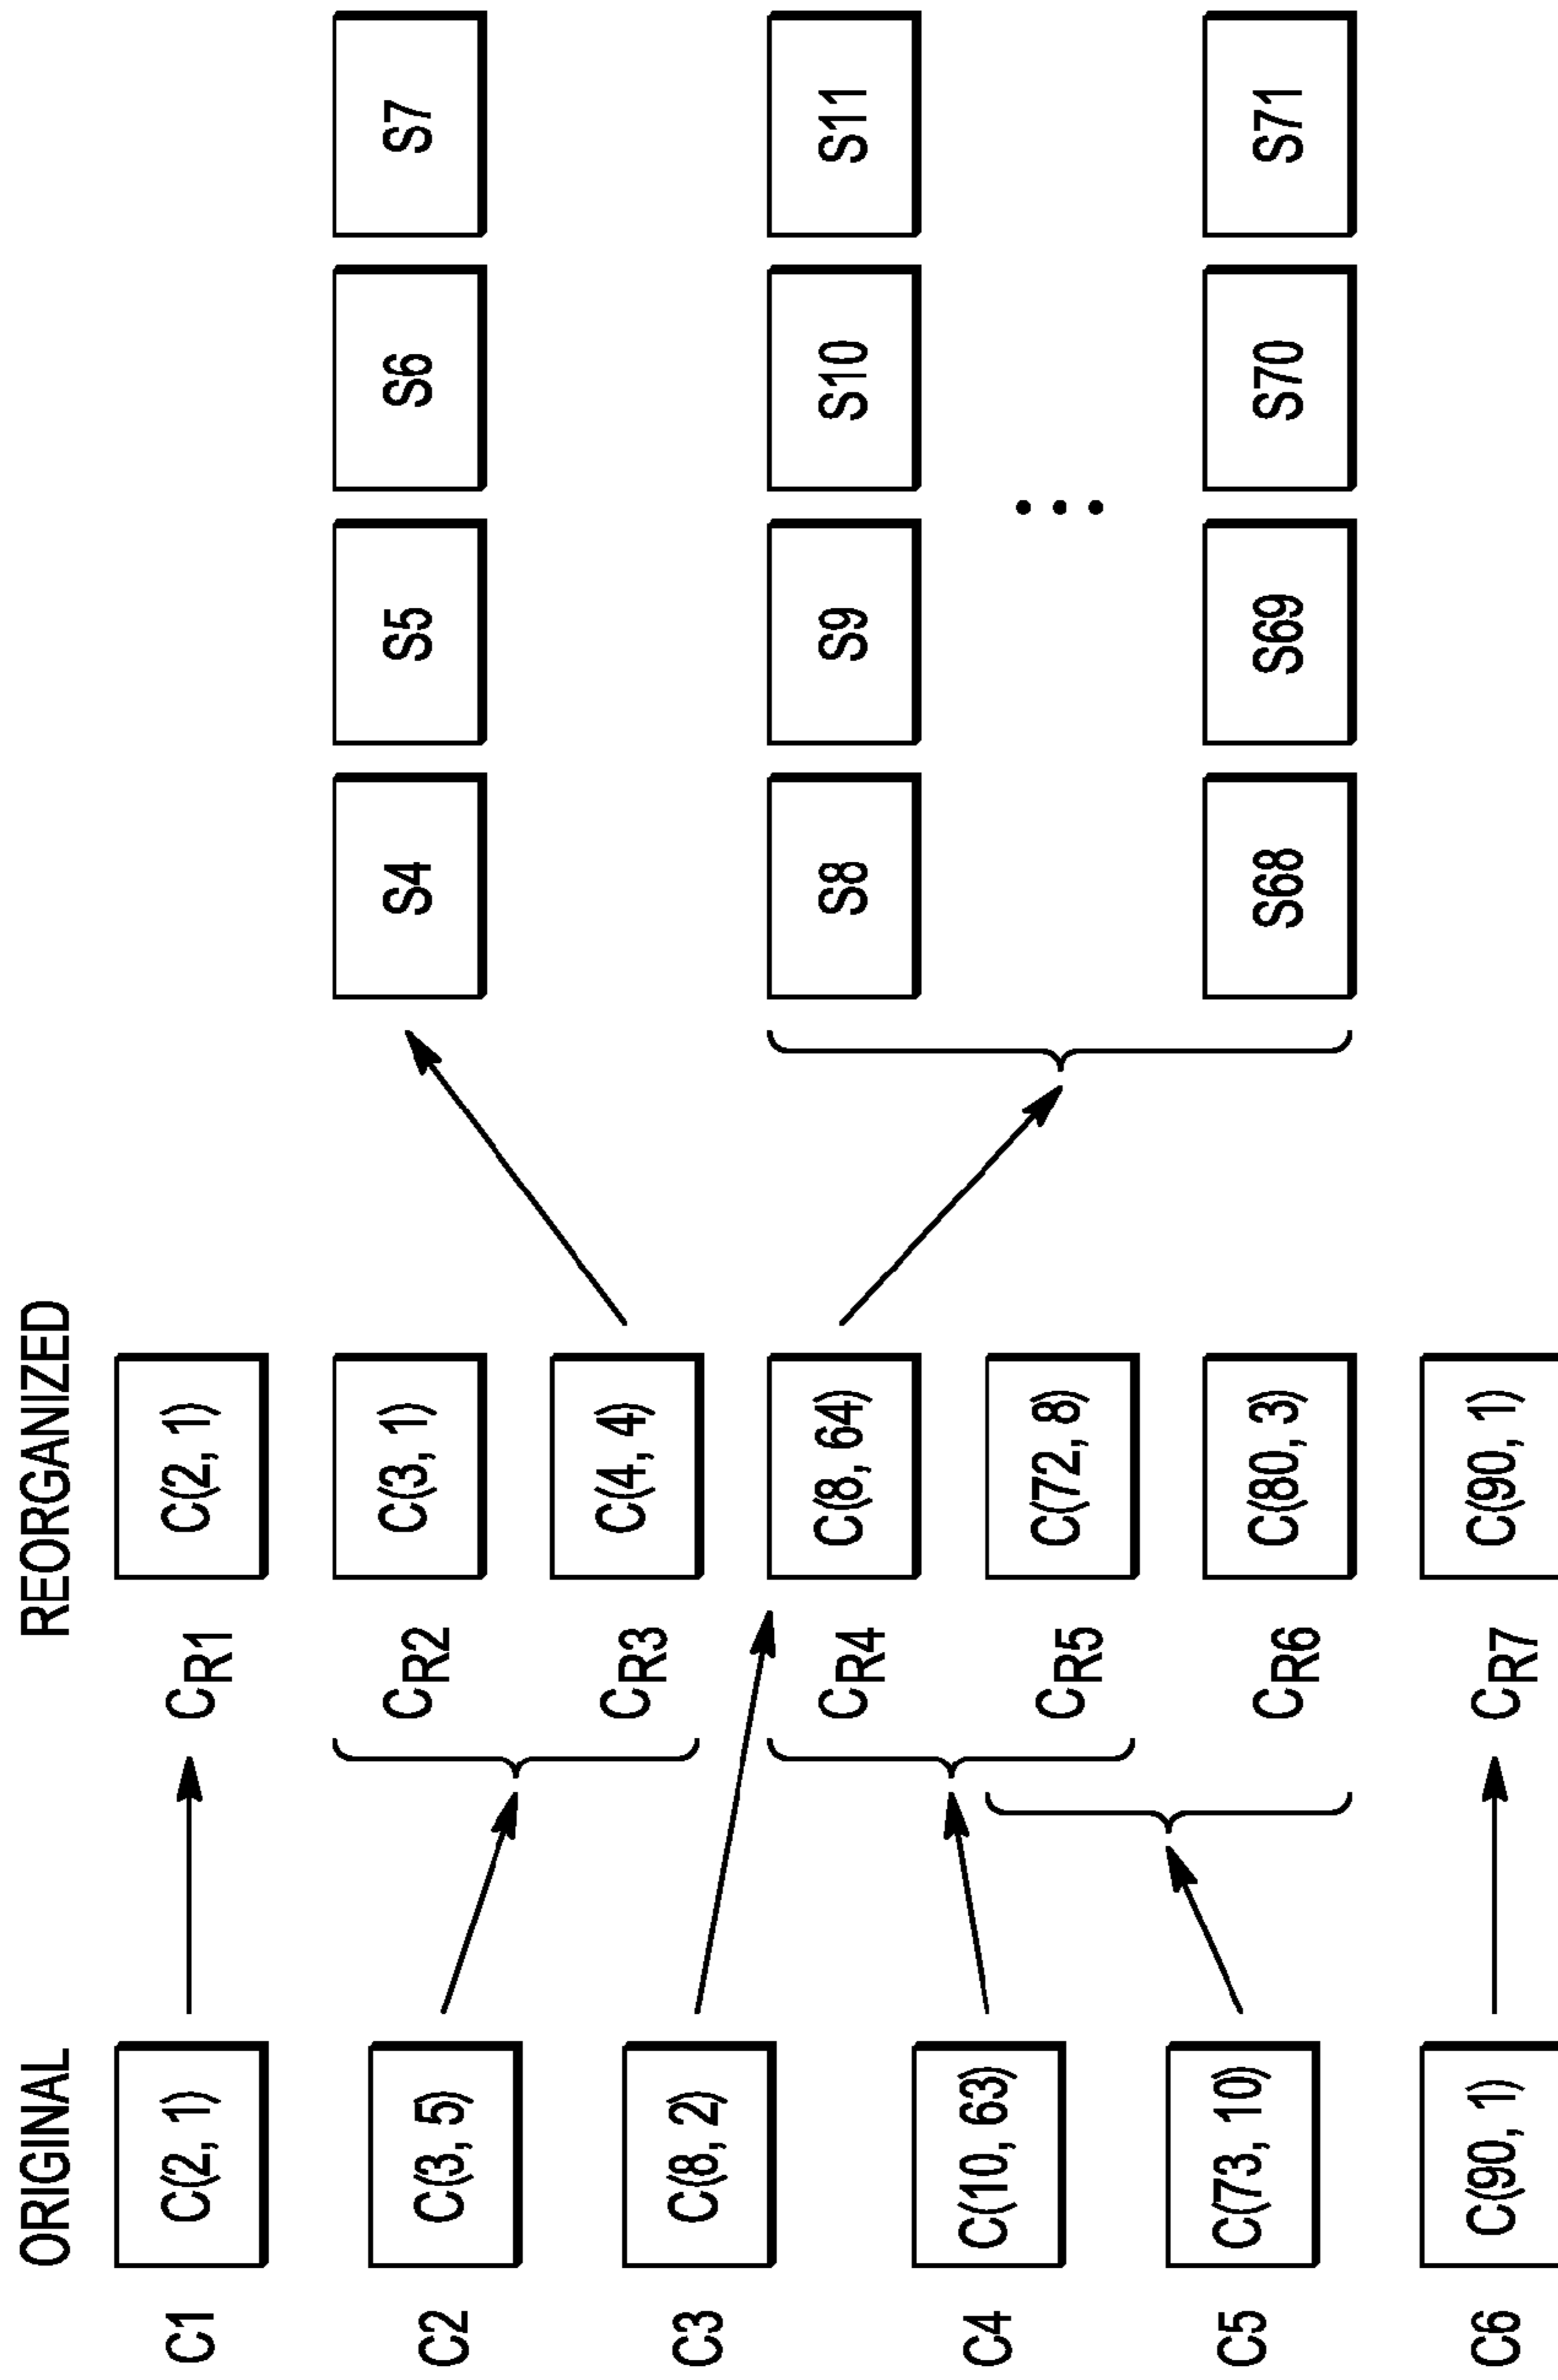 ORIGINAL REORGANIZED
C1 C(2, 1) CR1 C(2, 1)
C2 C(3, 5) CR2 C(3, 1) S4 S5 S6 S7
C3 C(8, 2) CR3 C(4, 4)
C4 C(10, 63) CR4 C(8, 64) S8 S9 S10 S11
C5 C(73, 10) CR5 C(72, 8) •••
CR6 C(80, 3) S68 S69 S70 S71
C6 C(90, 1) CR7 C(90, 1)